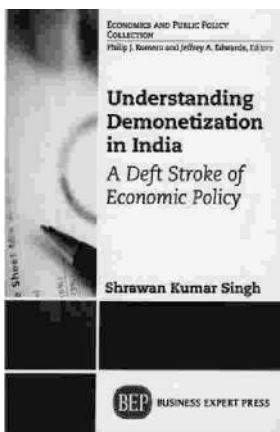 ECONOMICS AND PUBLIC POLICY
COLLECTION
Philip J. Romero and Jeffrey A. Edwards, Editors
Understanding
Demonetization
in India
A Deft Stroke of
Economic Policy
Shrawan Kumar Singh
BEP BUSINESS EXPERT PRESS